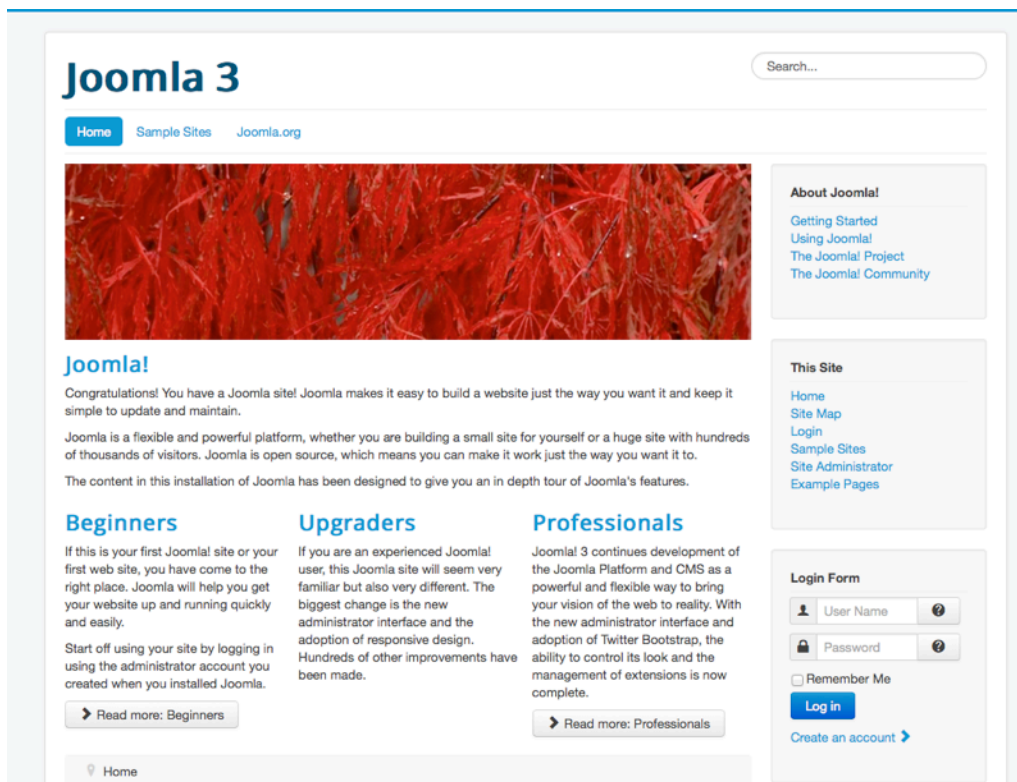 Joomla 3
Search...
Home
Sample Sites
Joomla.org
Joomla!
Congratulations! You have a Joomla site! Joomla makes it easy to build a website just the way you want it and keep it
simple to update and maintain.
Joomla is a flexible and powerful platform, whether you are building a small site for yourself or a huge site with hundreds
of thousands of visitors. Joomla is open source, which means you can make it work just the way you want it to.
The content in this installation of Joomla has been designed to give you an in depth tour of Joomla's features.
Beginners
If this is your first Joomla! site or your
first web site, you have come to the
right place. Joomla will help you get
your website up and running quickly
and easily.
Start off using your site by logging in
using the administrator account you
created when you installed Joomla.
Read more: Beginners
Upgraders
If you are an experienced Joomla!
user, this Joomla site will seem very
familiar but also very different. The
biggest change is the new
administrator interface and the
adoption of responsive design.
Hundreds of other improvements have
been made.
Professionals
Joomla! 3 continues development of
the Joomla Platform and CMS as a
powerful and flexible way to bring
your vision of the web to reality. With
the new administrator interface and
adoption of Twitter Bootstrap, the
ability to control its look and the
management of extensions is now
complete.
Read more: Professionals
Home
About Joomla!
Getting Started
Using Joomla!
The Joomla! Project
The Joomla! Community
This Site
Home
Site Map
Login
Sample Sites
Site Administrator
Example Pages
Login Form
User Name
Password
Remember Me
Log in
Create an account